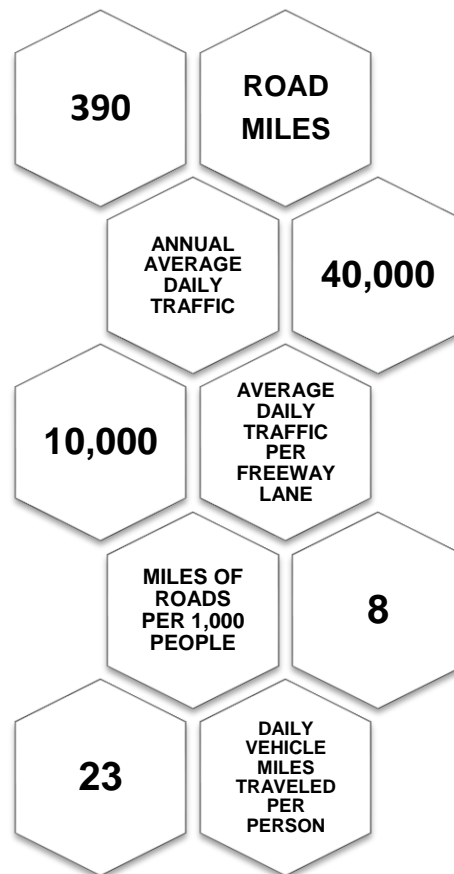 390
ROAD
MILES
ANNUAL
AVERAGE
DAILY
TRAFFIC
40,000
10,000
AVERAGE
DAILY
TRAFFIC
PER
FREEWAY
LANE
MILES OF
ROADS
PER 1,000
PEOPLE
8
23
DAILY
VEHICLE
MILES
TRAVELED
PER
PERSON